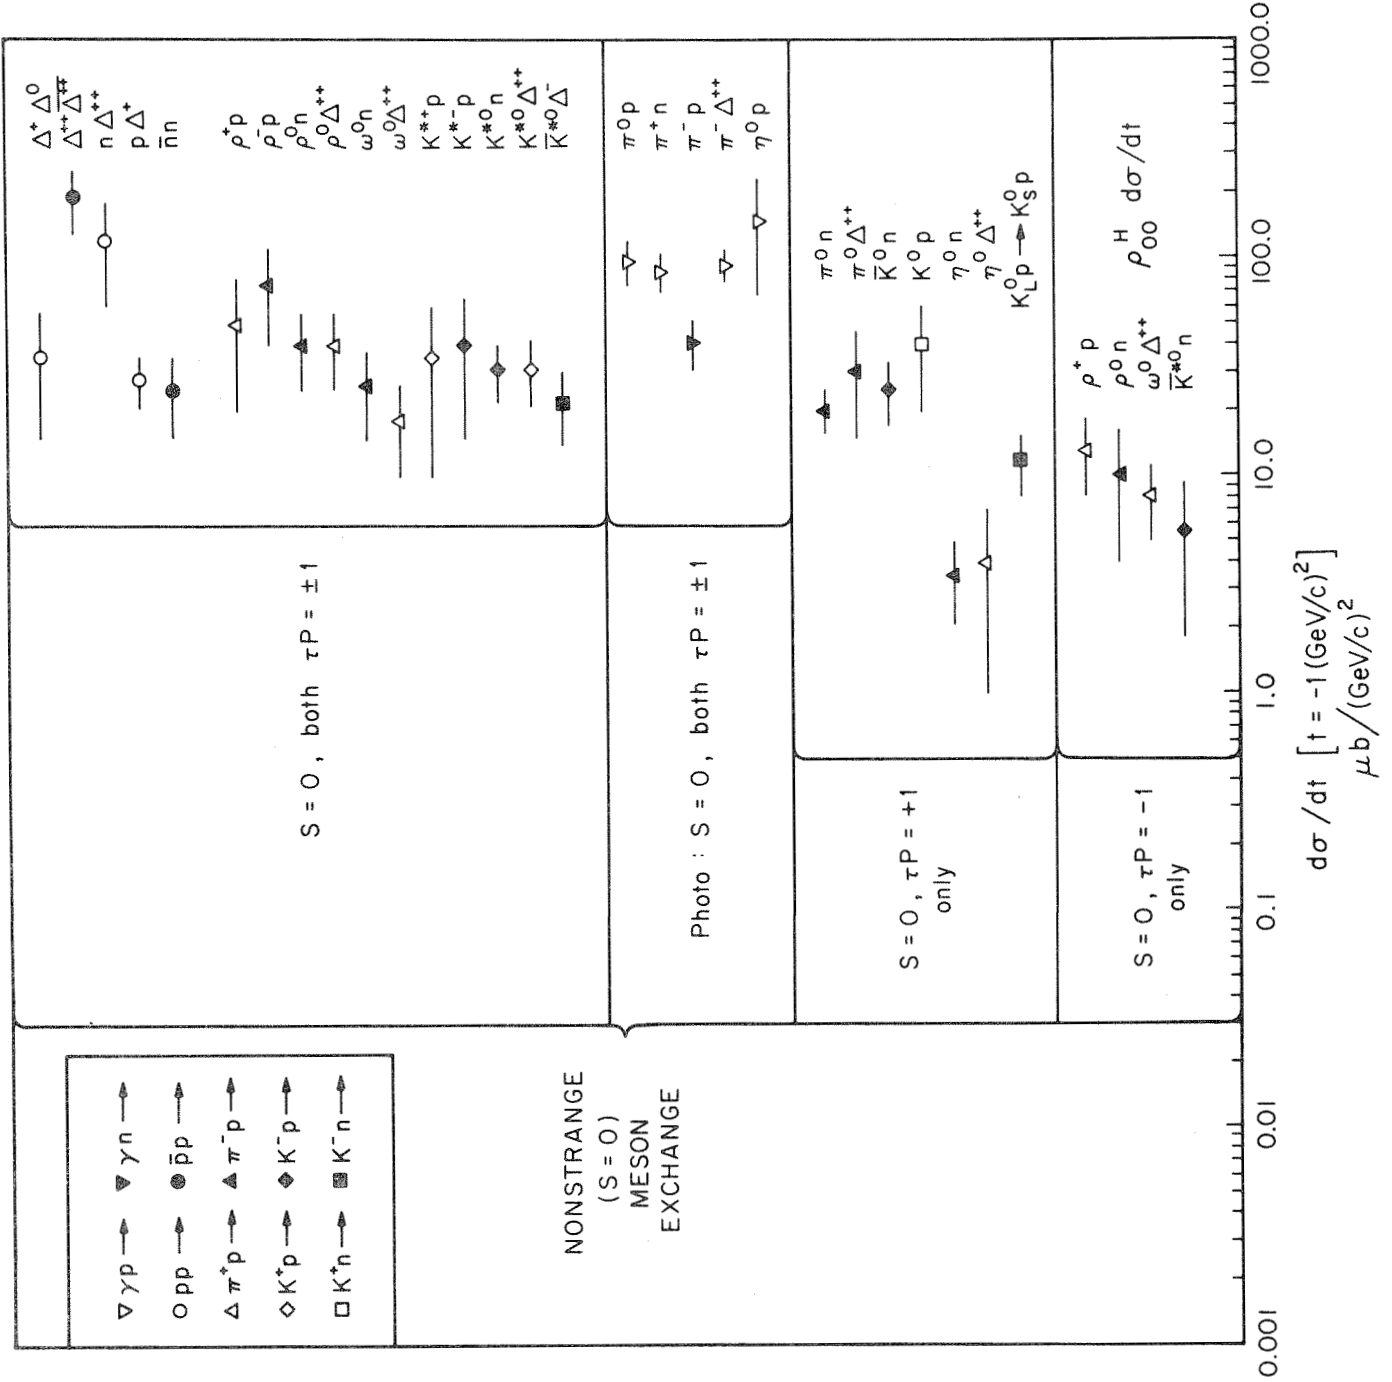 γp → γn →
pp → p̄p →
π⁺p → π⁻p →
K⁺p → K⁻p →
K⁺n → K⁻n →
NONSTRANGE
(S = 0)
MESON
EXCHANGE
S = 0, both τP = ±1
Δ⁺Δ⁰
Δ⁺⁺Δ̅⁺⁺
nΔ⁺⁺
pΔ⁺
n̄n
ρ⁺p
ρ⁻p
ρ⁰n
ρ⁰Δ⁺⁺
ω⁰n
ω⁰Δ⁺⁺
K*⁺p
K*⁻p
K*⁰n
K*⁰Δ⁺⁺
K̅*⁰Δ⁻
Photo: S = 0, both τP = ±1
π⁰p
π⁺n
π⁻p
π⁻Δ⁺⁺
η⁰p
S = 0, τP = +1
only
π⁰n
π⁰Δ⁺⁺
K̅⁰n
K⁰p
η⁰n
η⁰Δ⁺⁺
K⁰_L p → K⁰_S p
S = 0, τP = -1
only
ρ⁺p
ρ⁰n
ω⁰Δ⁺⁺
K̅*⁰n
ρ^H_00 dσ/dt
0.001 0.01 0.1 1.0 10.0 100.0 1000.0
dσ/dt [t = -1 (GeV/c)²]
μb/(GeV/c)²